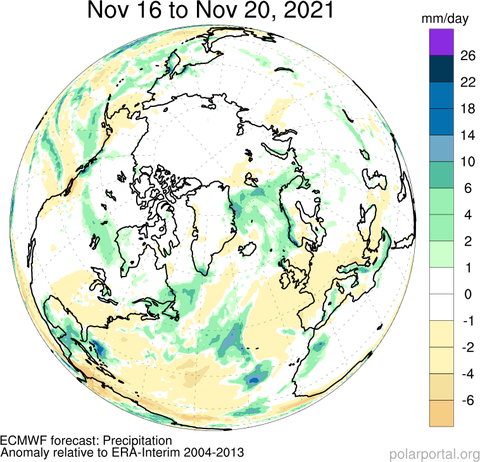 Nov 16 to Nov 20, 2021
mm/day
26
22
18
14
10
6
4
2
1
0
-1
-2
-4
-6
ECMWF forecast: Precipitation
Anomaly relative to ERA-Interim 2004-2013
polarportal.org